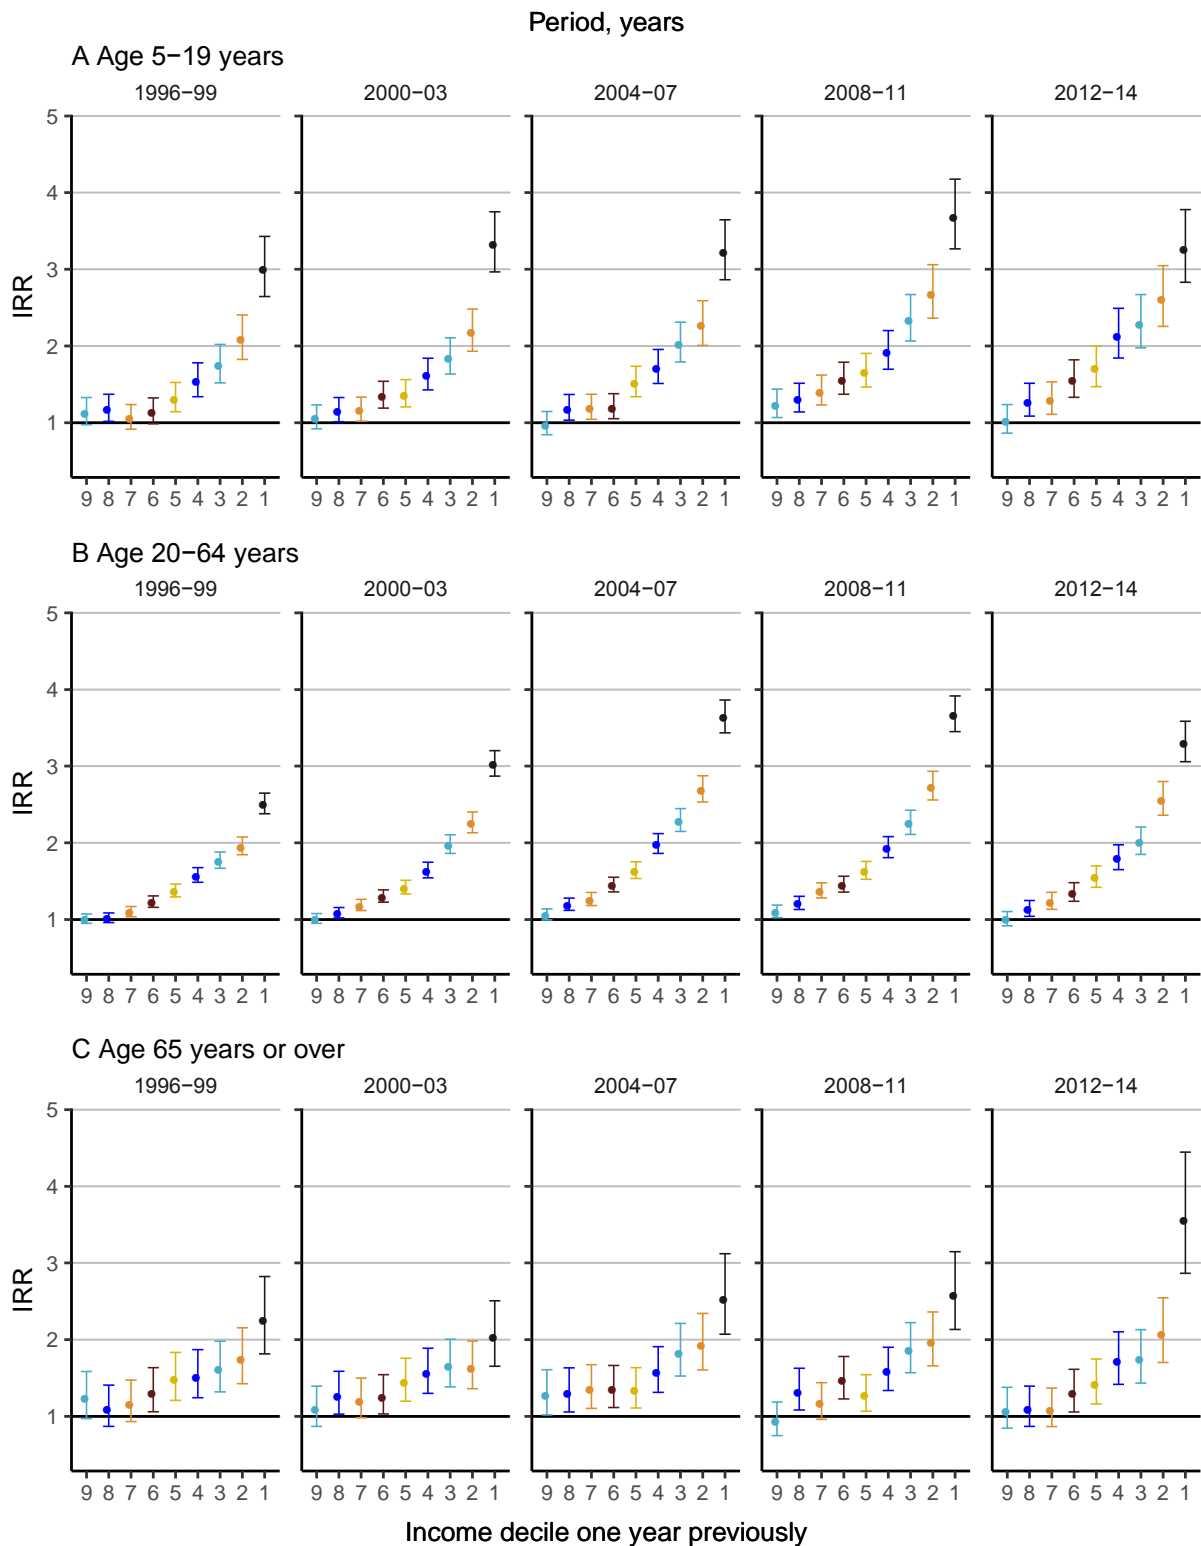 Period, years
A Age 5−19 years
1996−99 2000−03 2004−07 2008−11 2012−14
5
4
3
2
1
IRR
9 8 7 6 5 4 3 2 1 9 8 7 6 5 4 3 2 1 9 8 7 6 5 4 3 2 1 9 8 7 6 5 4 3 2 1 9 8 7 6 5 4 3 2 1
B Age 20−64 years
1996−99 2000−03 2004−07 2008−11 2012−14
5
4
3
2
1
IRR
9 8 7 6 5 4 3 2 1 9 8 7 6 5 4 3 2 1 9 8 7 6 5 4 3 2 1 9 8 7 6 5 4 3 2 1 9 8 7 6 5 4 3 2 1
C Age 65 years or over
1996−99 2000−03 2004−07 2008−11 2012−14
5
4
3
2
1
IRR
9 8 7 6 5 4 3 2 1 9 8 7 6 5 4 3 2 1 9 8 7 6 5 4 3 2 1 9 8 7 6 5 4 3 2 1 9 8 7 6 5 4 3 2 1
Income decile one year previously